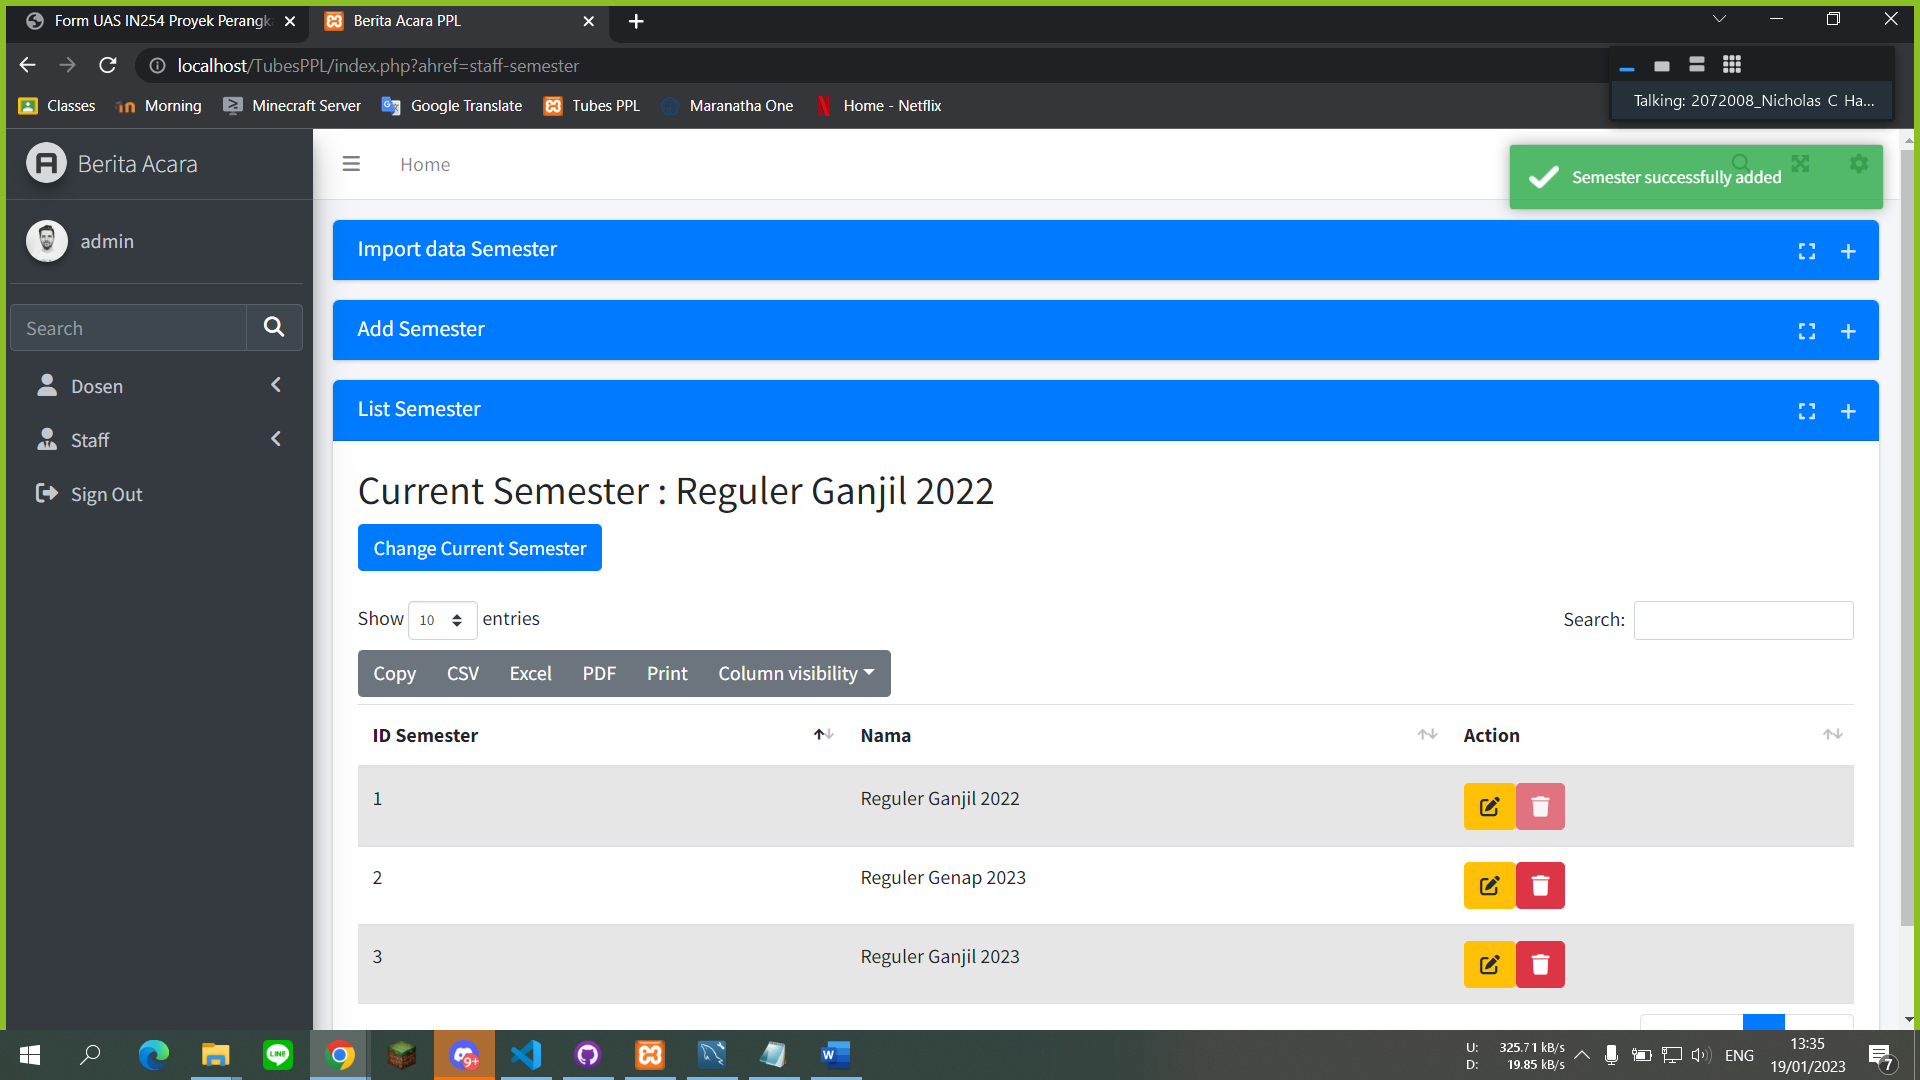 Form UAS IN254 Proyek Perangka
Berita Acara PPL
localhost/TubesPPL/index.php?ahref=staff-semester
Classes
Morning
Minecraft Server
Google Translate
Tubes PPL
Maranatha One
Home - Netflix
Talking: 2072008_Nicholas C Ha...
Berita Acara
Home
Semester successfully added
admin
Import data Semester
Search
Add Semester
Dosen
List Semester
Staff
Sign Out
Current Semester : Reguler Ganjil 2022
Change Current Semester
Show 10 entries
Search:
Copy CSV Excel PDF Print Column visibility
ID Semester Nama Action
1 Reguler Ganjil 2022
2 Reguler Genap 2023
3 Reguler Ganjil 2023
LINE
9+
U: 325.71 kB/s
D: 19.85 kB/s
ENG
13:35
19/01/2023
7